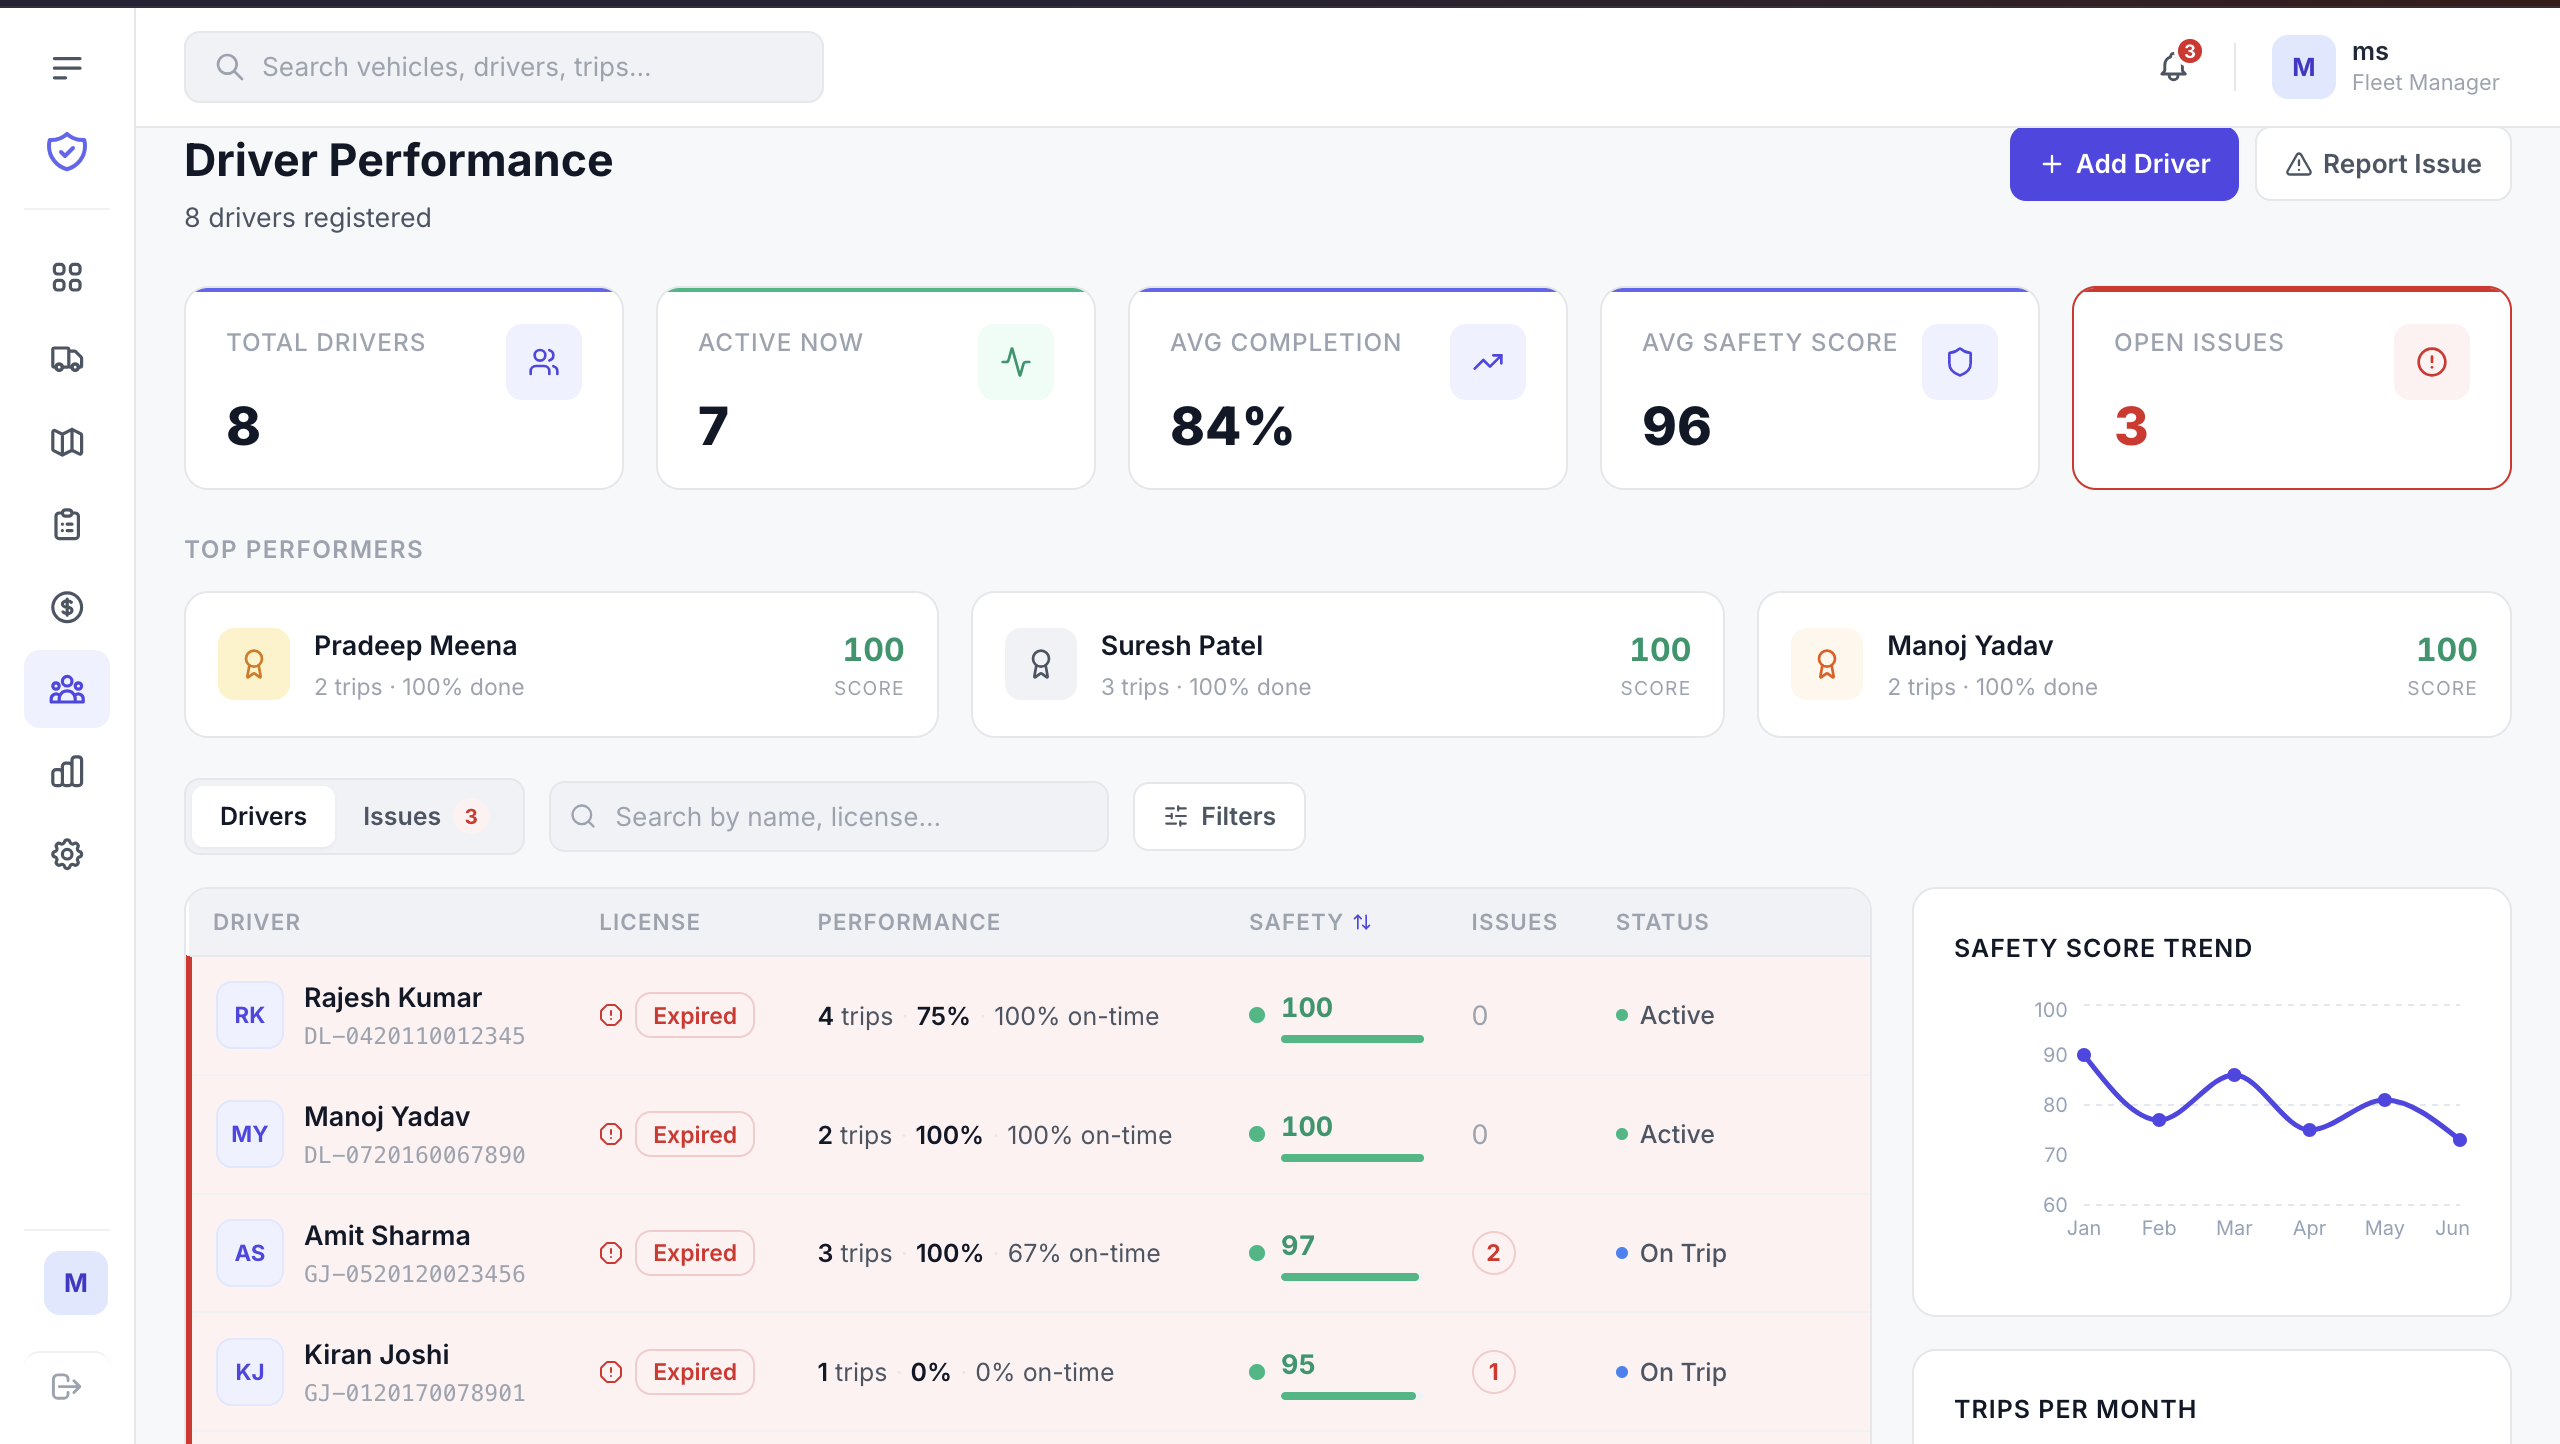 Search vehicles, drivers, trips...
3
M
ms
Fleet Manager
Driver Performance
8 drivers registered
+ Add Driver
Report Issue
TOTAL DRIVERS
8
ACTIVE NOW
7
AVG COMPLETION
84%
AVG SAFETY SCORE
96
OPEN ISSUES
3
TOP PERFORMERS
Pradeep Meena
2 trips · 100% done
100
SCORE
Suresh Patel
3 trips · 100% done
100
SCORE
Manoj Yadav
2 trips · 100% done
100
SCORE
Drivers
Issues 3
Search by name, license...
Filters
DRIVER LICENSE PERFORMANCE SAFETY ISSUES STATUS
RK Rajesh Kumar
DL-0420110012345
Expired
4 trips · 75% · 100% on-time
100
0
Active
MY Manoj Yadav
DL-0720160067890
Expired
2 trips · 100% · 100% on-time
100
0
Active
AS Amit Sharma
GJ-0520120023456
Expired
3 trips · 100% · 67% on-time
97
2
On Trip
KJ Kiran Joshi
GJ-0120170078901
Expired
1 trips · 0% · 0% on-time
95
1
On Trip
SAFETY SCORE TREND
100
90
80
70
60
Jan Feb Mar Apr May Jun
TRIPS PER MONTH
M